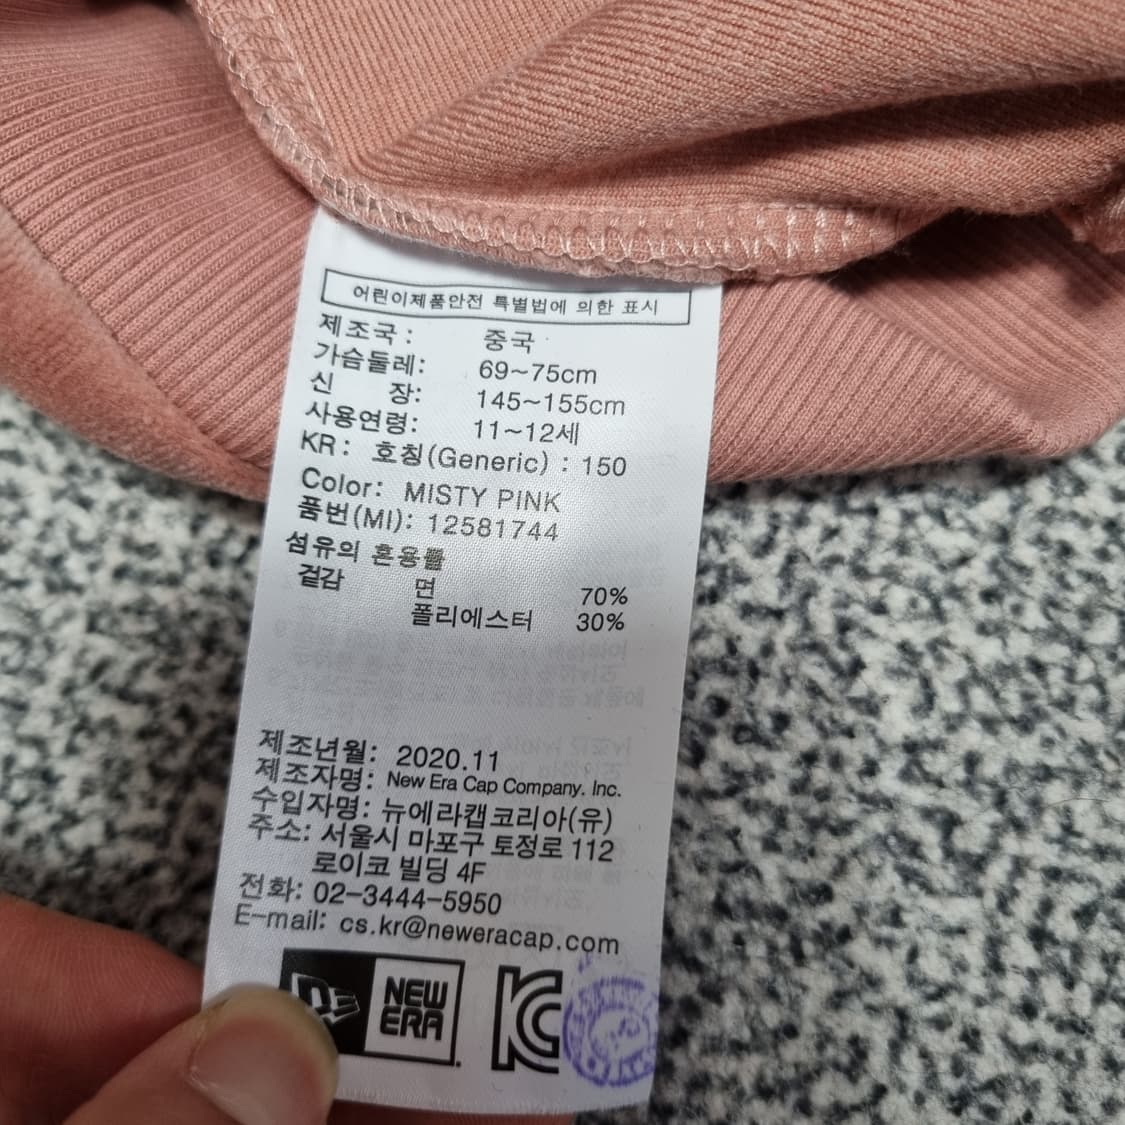 어린이제품안전 특별법에 의한 표시
제조국: 중국
가슴둘레: 69~75cm
신 장: 145~155cm
사용연령: 11~12세
KR: 호칭(Generic) : 150
Color: MISTY PINK
품번(MI): 12581744
섬유의 혼용률
겉감 면 70%
폴리에스터 30%
제조년월: 2020.11
제조자명: New Era Cap Company. Inc.
수입자명: 뉴에라캡코리아(유)
주소: 서울시 마포구 토정로 112
로이코 빌딩 4F
전화: 02-3444-5950
E-mail: cs.kr@neweracap.com
NEW
ERA